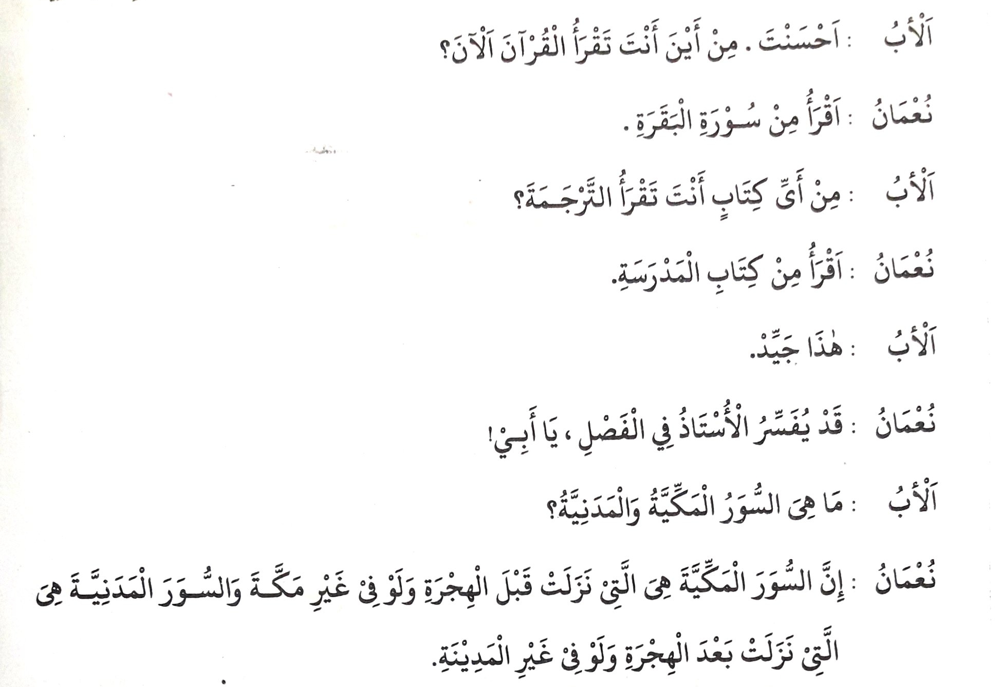 اَلْأَبُ : اَحْسَنْتَ . مِنْ أَيْنَ أَنْتَ تَقْرَأُ الْقُرْآنَ اَلْآنَ؟
نُعْمَانُ : اَقْرَأُ مِنْ سُوْرَةِ الْبَقَرَةِ .
اَلْأَبُ : مِنْ أَىِّ كِتَابٍ أَنْتَ تَقْرَأُ التَّرْجَمَةَ؟
نُعْمَانُ : اَقْرَأُ مِنْ كِتَابِ الْمَدْرَسَةِ.
اَلْأَبُ : هٰذَا جَيِّدْ.
نُعْمَانُ : قَدْ يُفَسِّرُ الْأُسْتَاذُ فِي الْفَصْلِ ، يَا أَبِيْ!
اَلْأَبُ : مَا هِىَ السُّوَرُ الْمَكِّيَّةُ وَالْمَدَنِيَّةُ؟
نُعْمَانُ : إِنَّ السُّوَرَ الْمَكِّيَّةَ هِىَ الَّتِىْ نَزَلَتْ قَبْلَ الْهِجْرَةِ وَلَوْ فِىْ غَيْرِ مَكَّةَ وَالسُّوَرَ الْمَدَنِيَّةَ هِىَ
الَّتِىْ نَزَلَتْ بَعْدَ الْهِجْرَةِ وَلَوْ فِىْ غَيْرِ الْمَدِيْنَةِ.